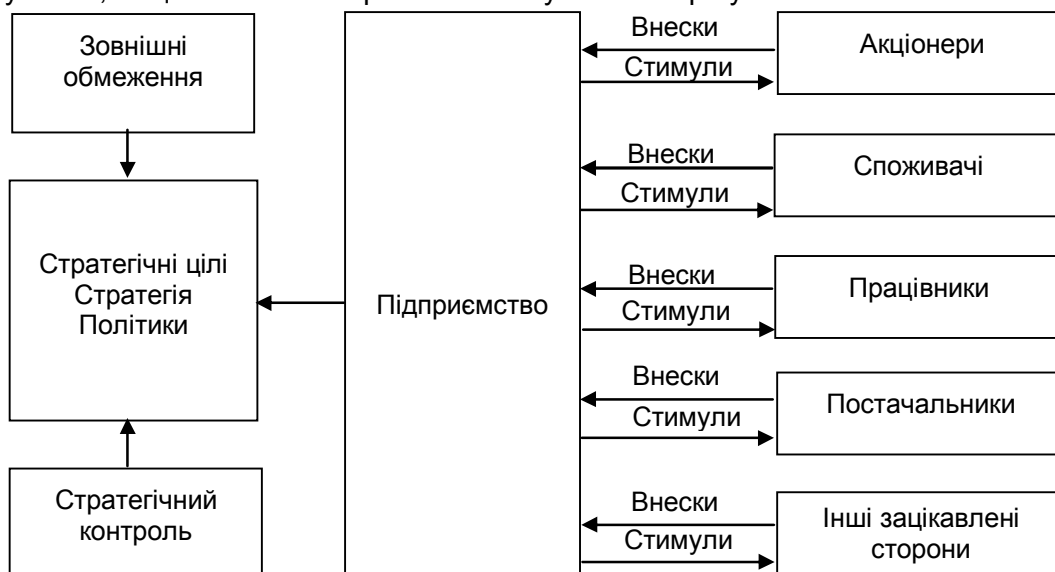 Зовнішні
обмеження
Стратегічні цілі
Стратегія
Політики
Стратегічний
контроль
Підприємство
Внески
Стимули
Акціонери
Внески
Стимули
Споживачі
Внески
Стимули
Працівники
Внески
Стимули
Постачальники
Внески
Стимули
Інші зацікавлені
сторони